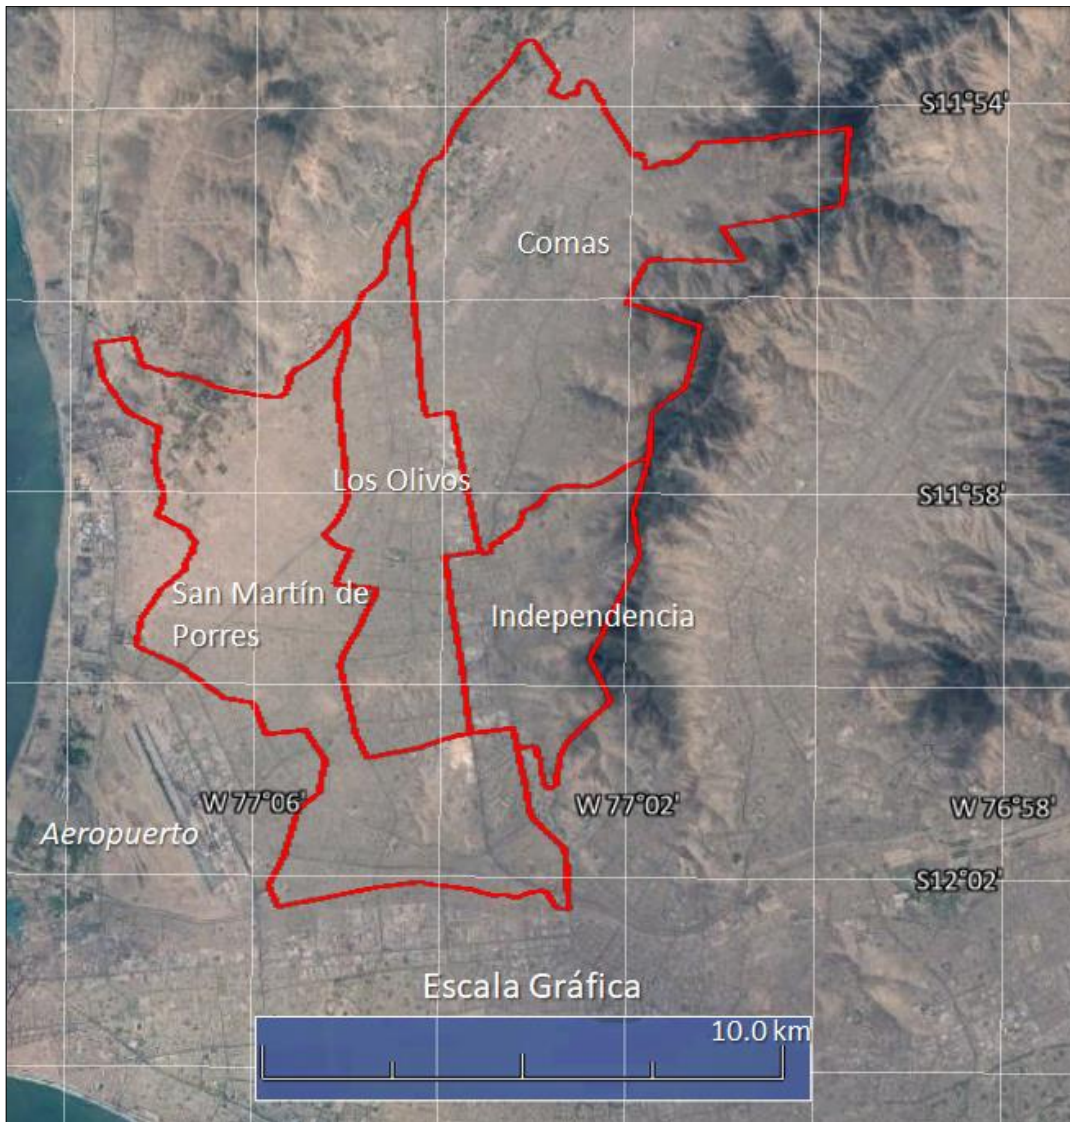 S11°54'
Comas
Los Olivos
S11°58'
San Martín de
Porres
Independencia
W 77°06'
W 77°02'
W 76°58'
Aeropuerto
S12°02'
Escala Gráfica
10.0 km